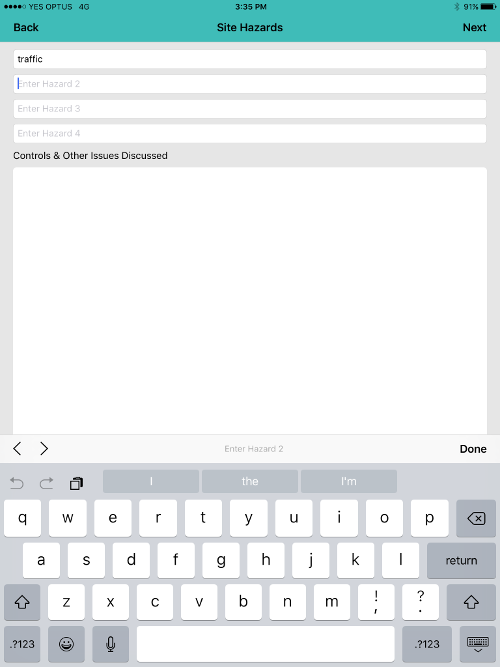 YES OPTUS 4G 3:35 PM 91%
Back Site Hazards Next
traffic
Enter Hazard 2
Enter Hazard 3
Enter Hazard 4
Controls & Other Issues Discussed
Enter Hazard 2 Done
I the I'm
q w e r t y u i o p
a s d f g h j k l return
z x c v b n m ! , ? .
.?123 .?123